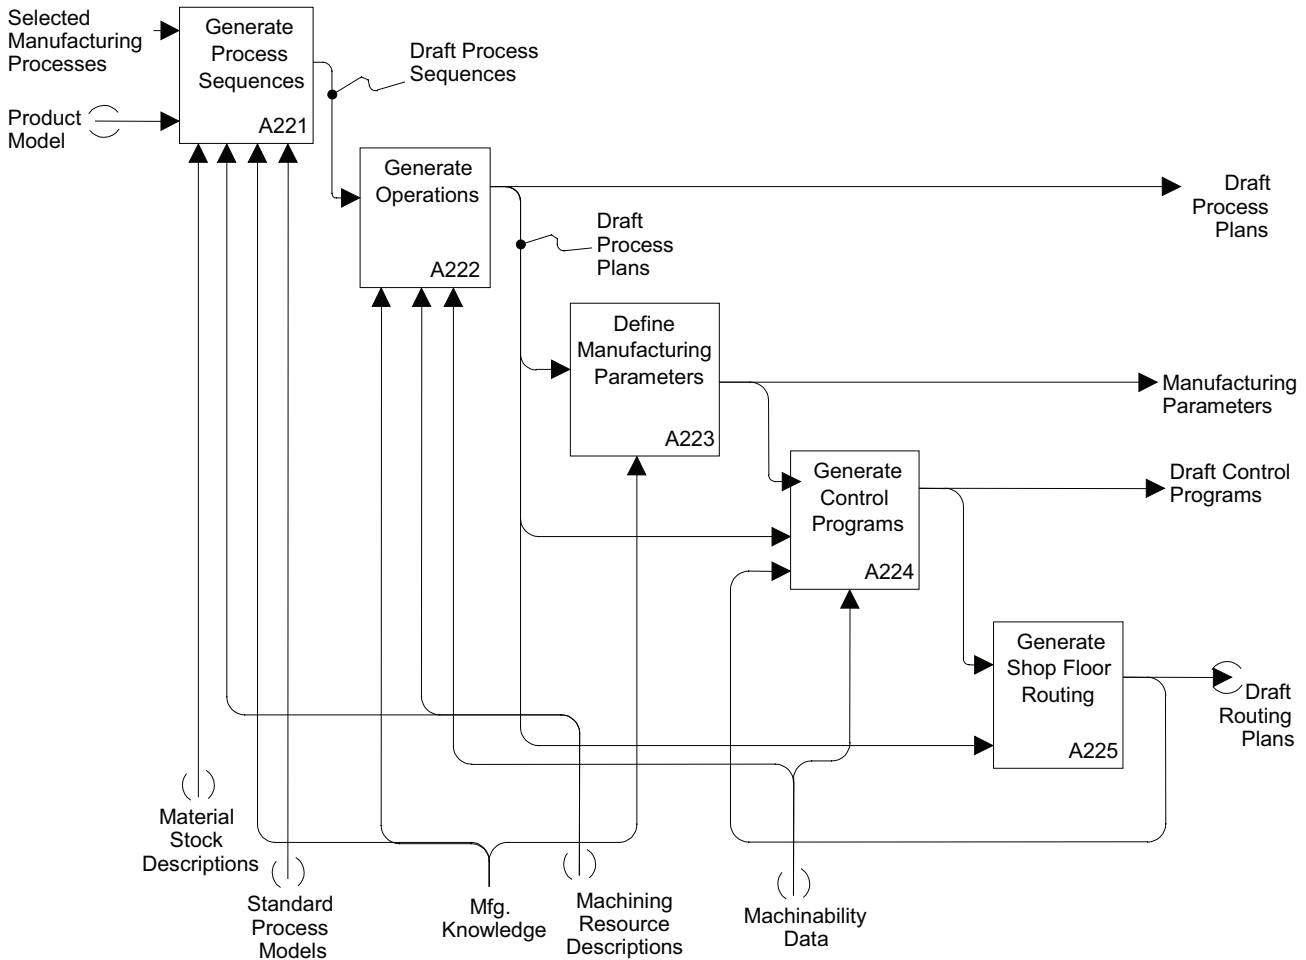 Selected
Manufacturing
Processes
Product
Model
Generate
Process
Sequences
A221
Draft Process
Sequences
Generate
Operations
A222
Draft
Process
Plans
Draft
Process
Plans
Define
Manufacturing
Parameters
A223
Manufacturing
Parameters
Generate
Control
Programs
A224
Draft Control
Programs
Generate
Shop Floor
Routing
A225
Draft
Routing
Plans
Material
Stock
Descriptions
Standard
Process
Models
Mfg.
Knowledge
Machining
Resource
Descriptions
Machinability
Data